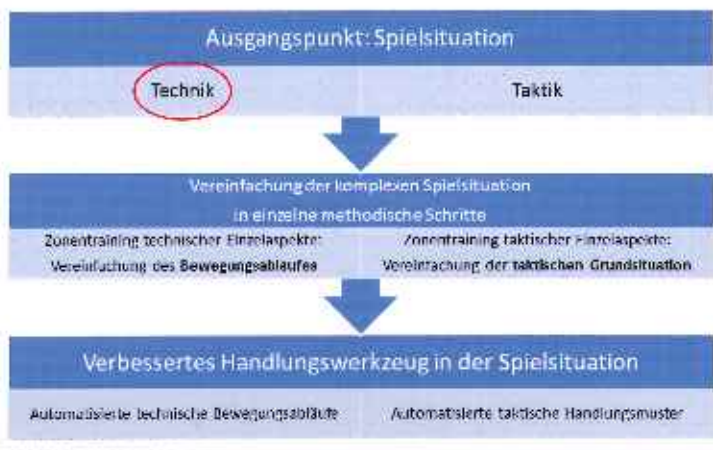 Ausgangspunkt: Spielsituation
Technik
Taktik
Vereinfachung der komplexen Spielsituation
in einzelne methodische Schritte
Zonentraining technischer Einzelaspekte:
Vereinfachung des Bewegungsablaufes
Zonentraining taktischer Einzelaspekte:
Vereinfachung der taktischen Grundsituation
Verbessertes Handlungswerkzeug in der Spielsituation
Automatisierte technische Bewegungsabläufe
Automatisierte taktische Handlungsmuster